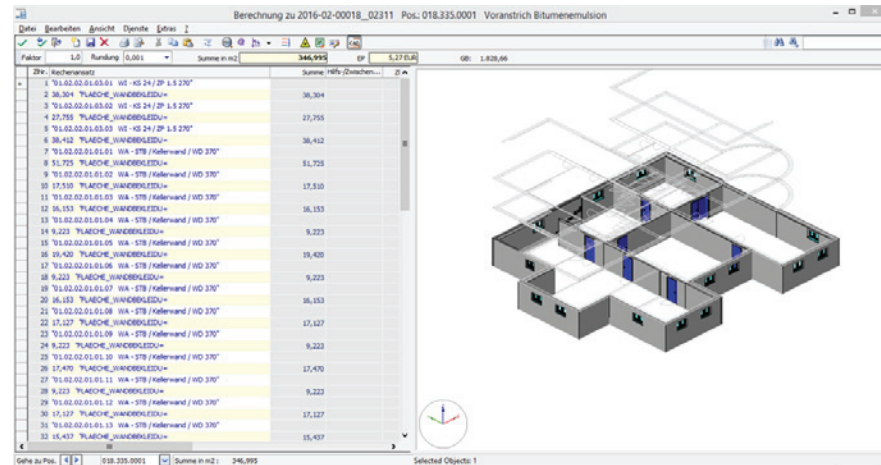 Berechnung zu 2016-02-00018_02311 Pos.: 018.335.0001 Voranstrich Bitumenemulsion
Datei Bearbeiten Ansicht Dienste Extras ?
Faktor 1,0 Rundung 0,001 Summe in m2 346,995 EP 5,27 EUR GB: 1.828,66
ZlNr. Rechenansatz Summe Hilfs-/Zwischen... Zl
1 "01.02.02.01.03.01 WI - KS 24 / ZP 1.5 270"
2 38,304 "FLAECHE_WANDBEKLEIDU= 38,304
3 "01.02.02.01.03.02 WI - KS 24 / ZP 1.5 270"
4 27,755 "FLAECHE_WANDBEKLEIDU= 27,755
5 "01.02.02.01.03.03 WI - KS 24 / ZP 1.5 270"
6 38,412 "FLAECHE_WANDBEKLEIDU= 38,412
7 "01.02.02.01.01.01 WA - STB / Kellerwand / WD 370"
8 51,725 "FLAECHE_WANDBEKLEIDU= 51,725
9 "01.02.02.01.01.02 WA - STB / Kellerwand / WD 370"
10 17,510 "FLAECHE_WANDBEKLEIDU= 17,510
11 "01.02.02.01.01.03 WA - STB / Kellerwand / WD 370"
12 16,153 "FLAECHE_WANDBEKLEIDU= 16,153
13 "01.02.02.01.01.04 WA - STB / Kellerwand / WD 370"
14 9,223 "FLAECHE_WANDBEKLEIDU= 9,223
15 "01.02.02.01.01.05 WA - STB / Kellerwand / WD 370"
16 19,420 "FLAECHE_WANDBEKLEIDU= 19,420
17 "01.02.02.01.01.06 WA - STB / Kellerwand / WD 370"
18 9,223 "FLAECHE_WANDBEKLEIDU= 9,223
19 "01.02.02.01.01.07 WA - STB / Kellerwand / WD 370"
20 16,153 "FLAECHE_WANDBEKLEIDU= 16,153
21 "01.02.02.01.01.08 WA - STB / Kellerwand / WD 370"
22 17,127 "FLAECHE_WANDBEKLEIDU= 17,127
23 "01.02.02.01.01.09 WA - STB / Kellerwand / WD 370"
24 9,223 "FLAECHE_WANDBEKLEIDU= 9,223
25 "01.02.02.01.01.10 WA - STB / Kellerwand / WD 370"
26 17,470 "FLAECHE_WANDBEKLEIDU= 17,470
27 "01.02.02.01.01.11 WA - STB / Kellerwand / WD 370"
28 9,223 "FLAECHE_WANDBEKLEIDU= 9,223
29 "01.02.02.01.01.12 WA - STB / Kellerwand / WD 370"
30 17,127 "FLAECHE_WANDBEKLEIDU= 17,127
31 "01.02.02.01.01.13 WA - STB / Kellerwand / WD 370"
32 15,437 "FLAECHE_WANDBEKLEIDU= 15,437
Gehe zu Pos. 018.335.0001 Summe in m2 : 346,995 Selected Objects: 1